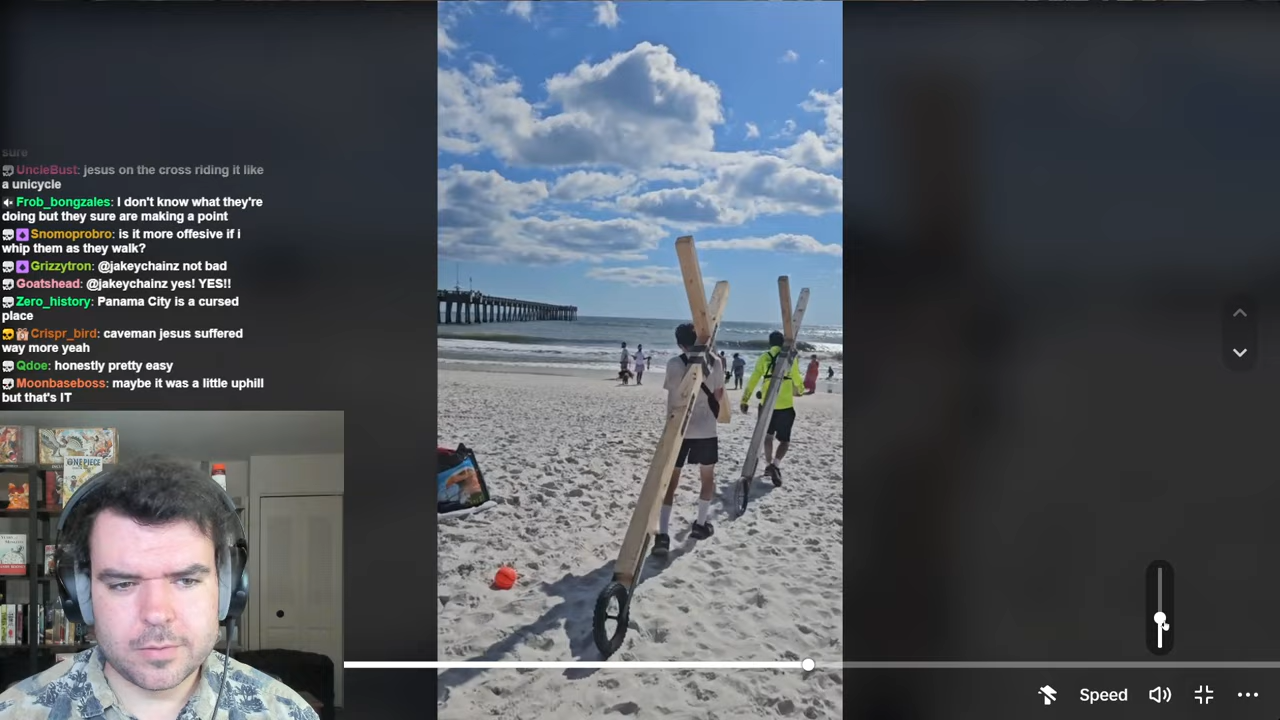 sure
UncleBust: jesus on the cross riding it like
a unicycle
Frob_bongzales: I don't know what they're
doing but they sure are making a point
Snomoprobro: is it more offesive if i
whip them as they walk?
Grizzytron: @jakeychainz not bad
Goatshead: @jakeychainz yes! YES!!
Zero_history: Panama City is a cursed
place
Crispr_bird: caveman jesus suffered
way more yeah
Qdoe: honestly pretty easy
Moonbaseboss: maybe it was a little uphill
but that's IT
ONE PIECE
Speed